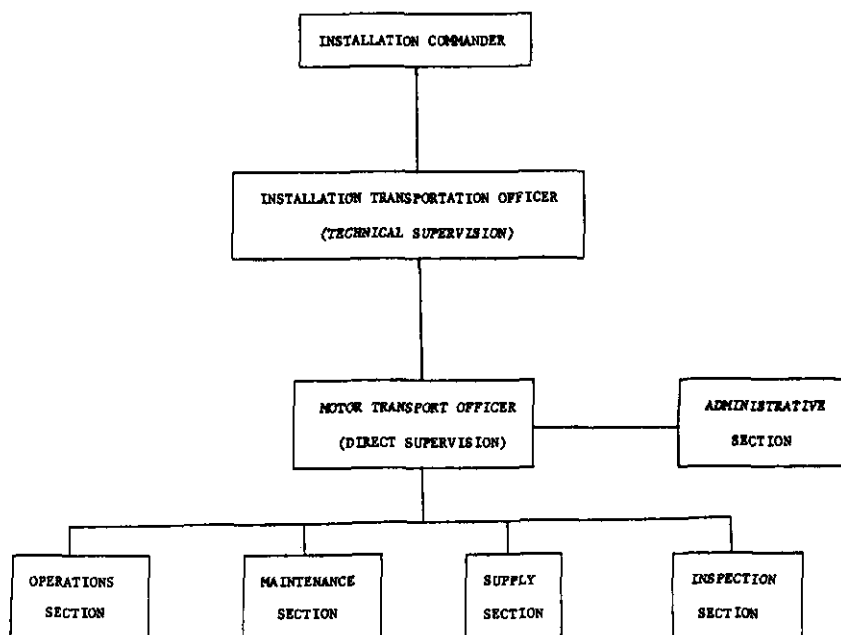 INSTALLATION COMMANDER
INSTALLATION TRANSPORTATION OFFICER
(TECHNICAL SUPERVISION)
MOTOR TRANSPORT OFFICER
(DIRECT SUPERVISION)
ADMINISTRATIVE
SECTION
OPERATIONS
SECTION
MAINTENANCE
SECTION
SUPPLY
SECTION
INSPECTION
SECTION